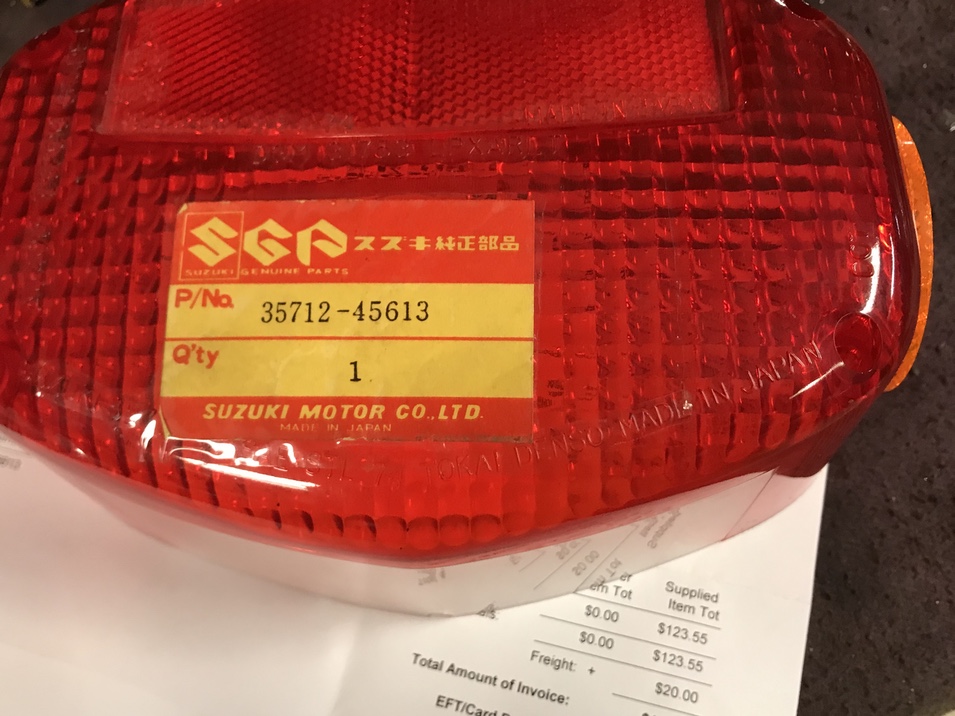 SGP スズキ純正部品
SUZUKI GENUINE PARTS
P/No. 35712-45613
Q'ty 1
SUZUKI MOTOR CO.,LTD.
MADE IN JAPAN
TOKAI DENSO MADE IN JAPAN
Supplied
Item Tot
$0.00 $123.55
$0.00 $123.55
Freight: + $20.00
Total Amount of Invoice: